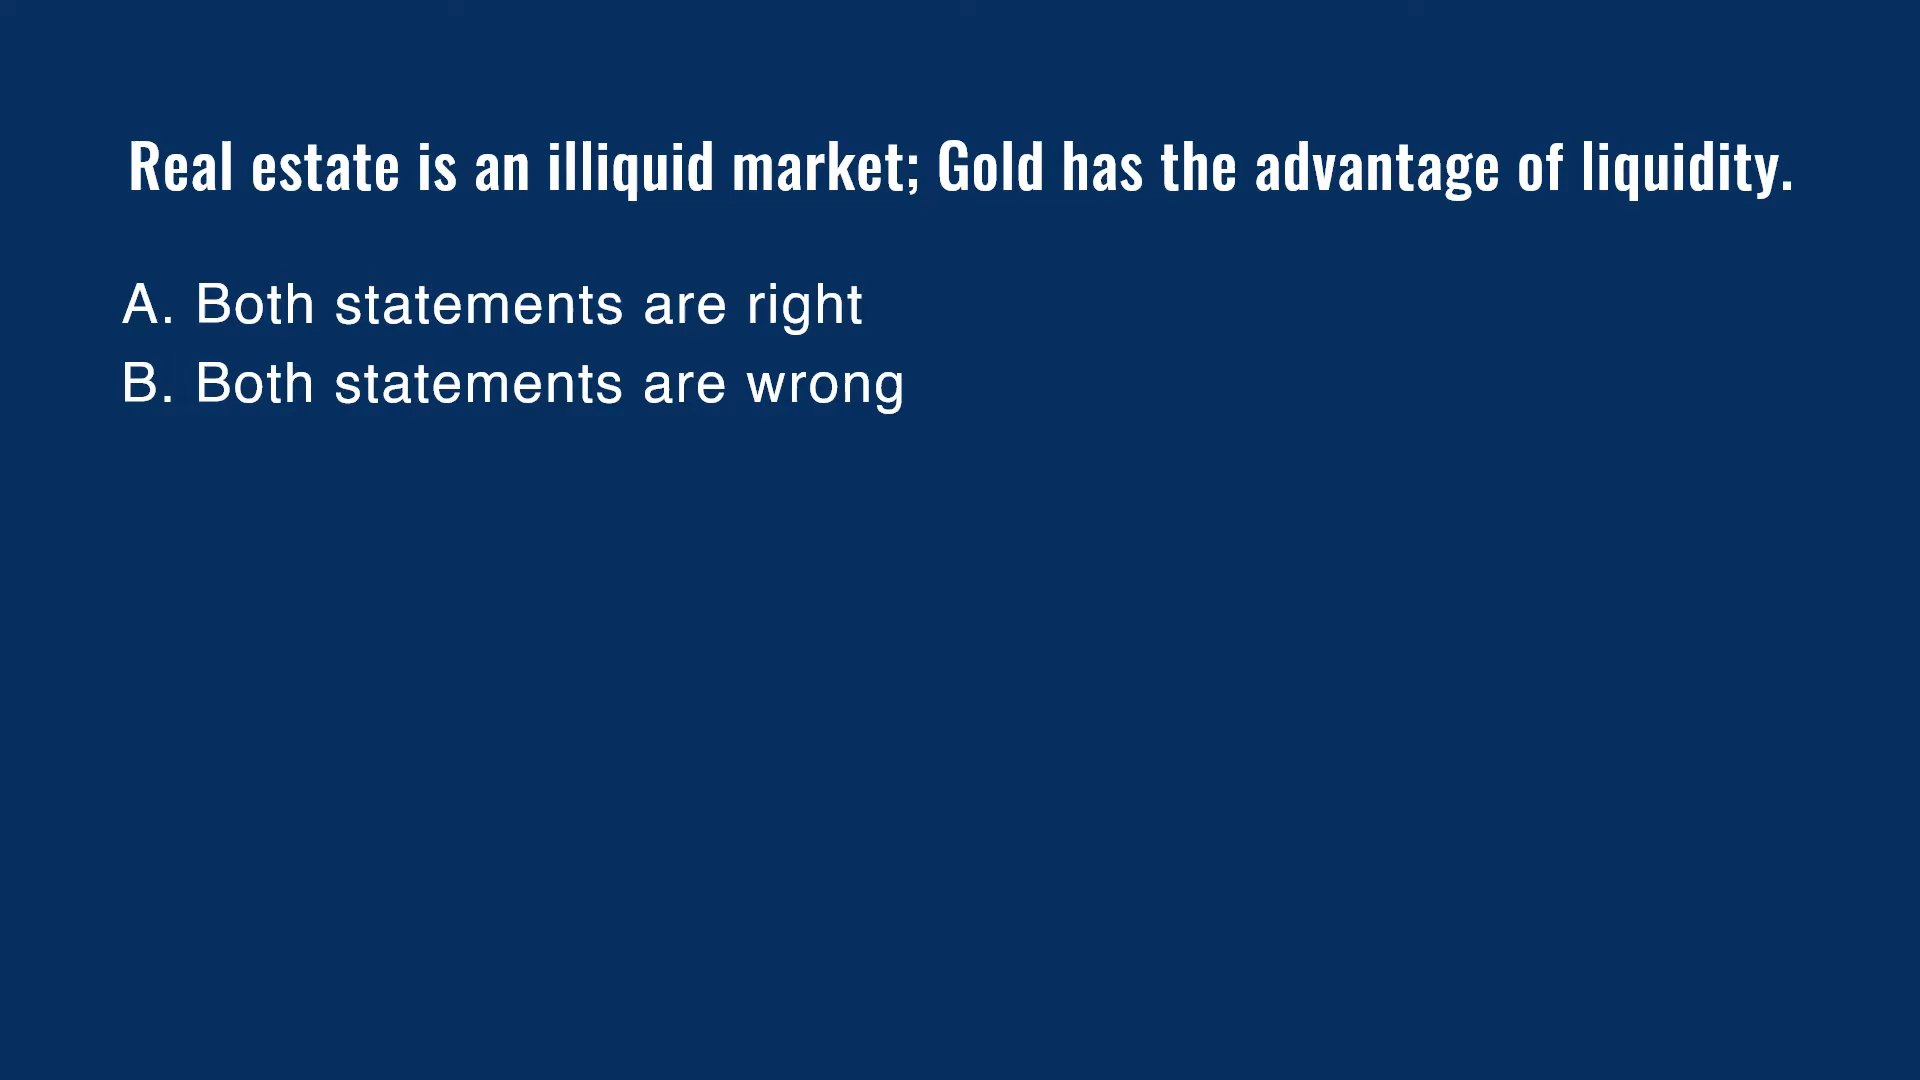 Real estate is an illiquid market; Gold has the advantage of liquidity.
A. Both statements are right
B. Both statements are wrong